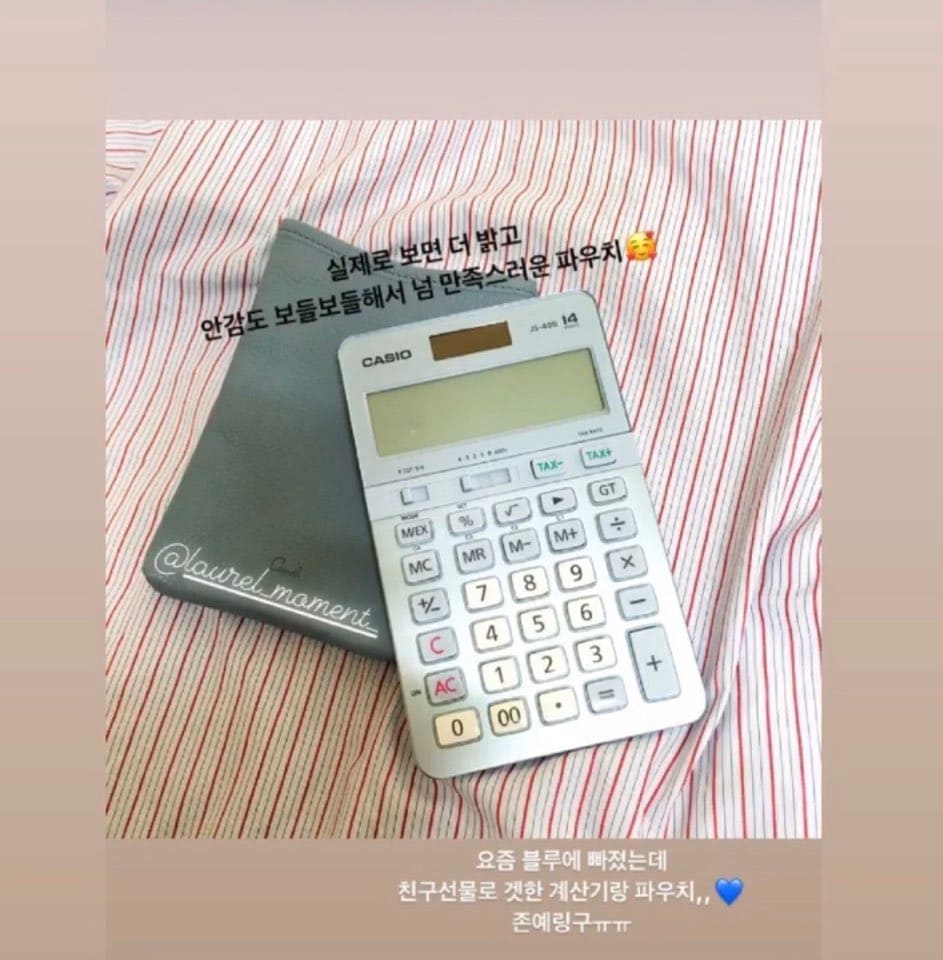 실제로 보면 더 밝고
안감도 보들보들해서 넘 만족스러운 파우치🥰
CASIO
JS-40B 14
TAX RATE
TAX- TAX+
M/EX % √ ▶ GT
MC MR M- M+ ÷
+/- 7 8 9 ×
C 4 5 6 −
ON AC 1 2 3 +
0 00 · =
@laurel_moment_
요즘 블루에 빠졌는데
친구선물로 겟한 계산기랑 파우치,,💙
존예링구ㅠㅠ